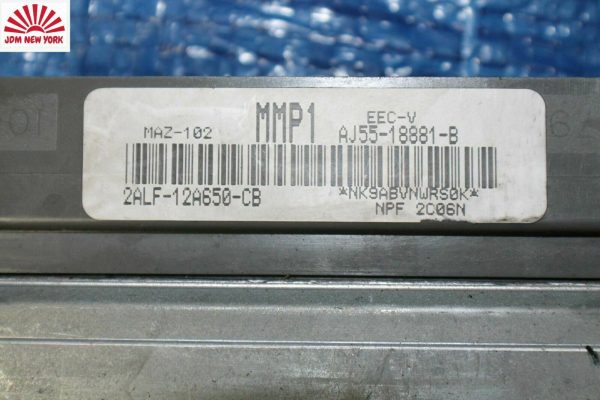 JDM NEW YORK
MAZ-102
MMP1
EEC-V
AJ55-18881-B
2ALF-12A650-CB
*NK9ABVNWRS0K*
NPF 2C06N